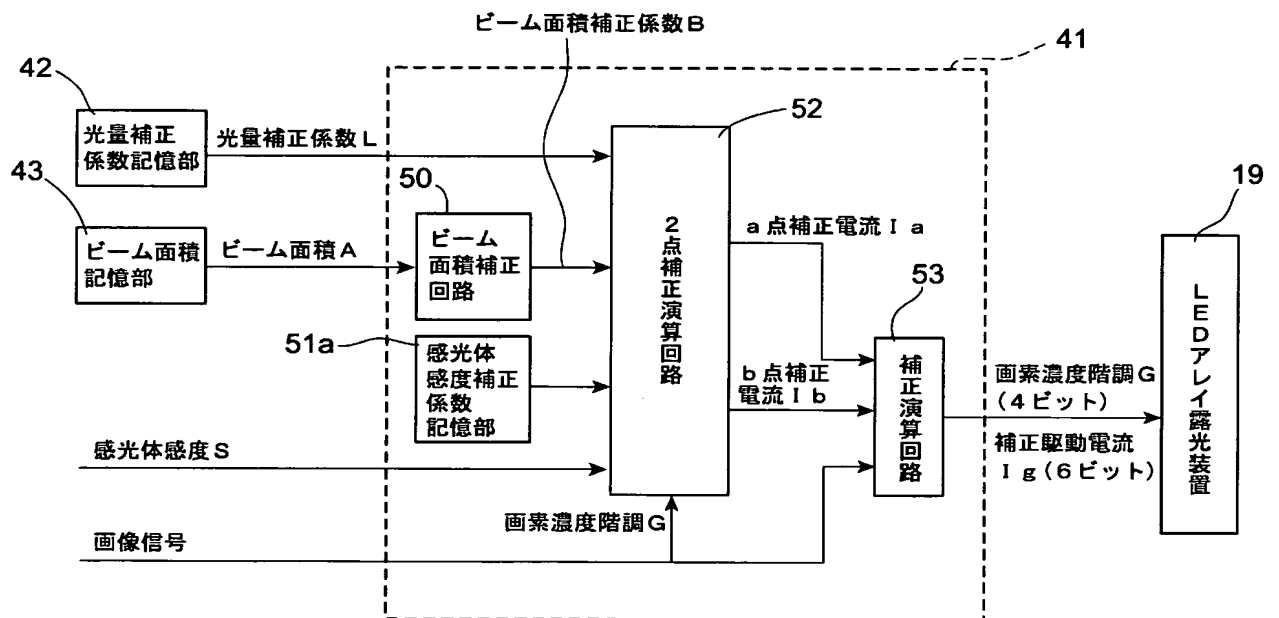 ビーム面積補正係数B
41
42
光量補正
係数記憶部
光量補正係数L
52
43
ビーム面積
記憶部
ビーム面積A
50
ビーム
面積補正
回路
51a
感光体
感度補正
係数
記憶部
2点補正演算回路
a点補正電流Ia
b点補正
電流Ib
53
補正演算回路
19
LEDアレイ露光装置
画素濃度階調G
(4ビット)
補正駆動電流
Ig(6ビット)
感光体感度S
画素濃度階調G
画像信号